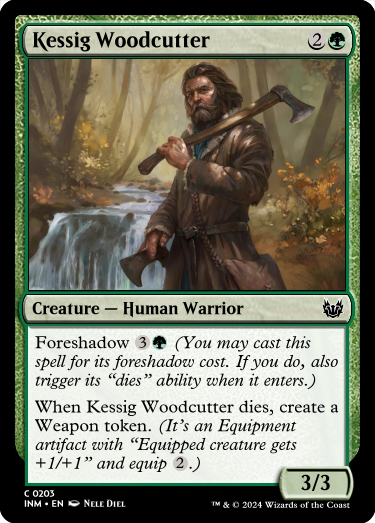 Kessig Woodcutter 2
Creature — Human Warrior
Foreshadow 3 (You may cast this
spell for its foreshadow cost. If you do, also
trigger its “dies” ability when it enters.)
When Kessig Woodcutter dies, create a
Weapon token. (It’s an Equipment
artifact with “Equipped creature gets
+1/+1” and equip 2.)
3/3
C 0203
INM • EN NELE DIEL
™ & © 2024 Wizards of the Coast